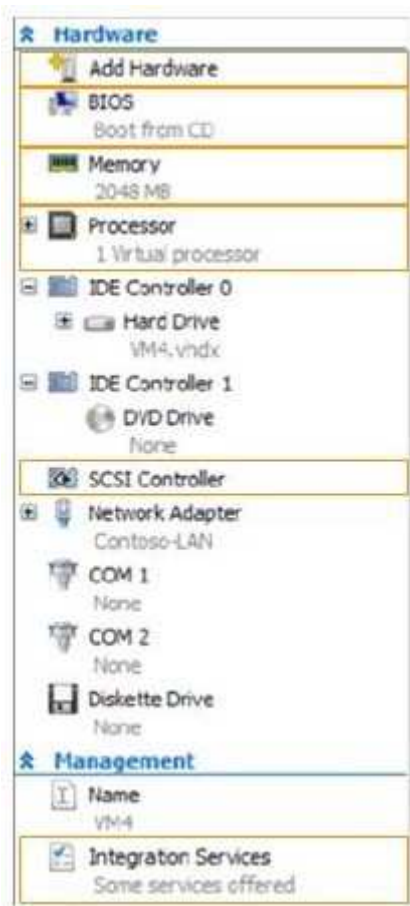 Hardware
Add Hardware
BIOS
Boot from CD
Memory
2048 MB
Processor
1 Virtual processor
IDE Controller 0
Hard Drive
VM4.vhdx
IDE Controller 1
DVD Drive
None
SCSI Controller
Network Adapter
Contoso-LAN
COM 1
None
COM 2
None
Diskette Drive
None
Management
Name
VM4
Integration Services
Some services offered